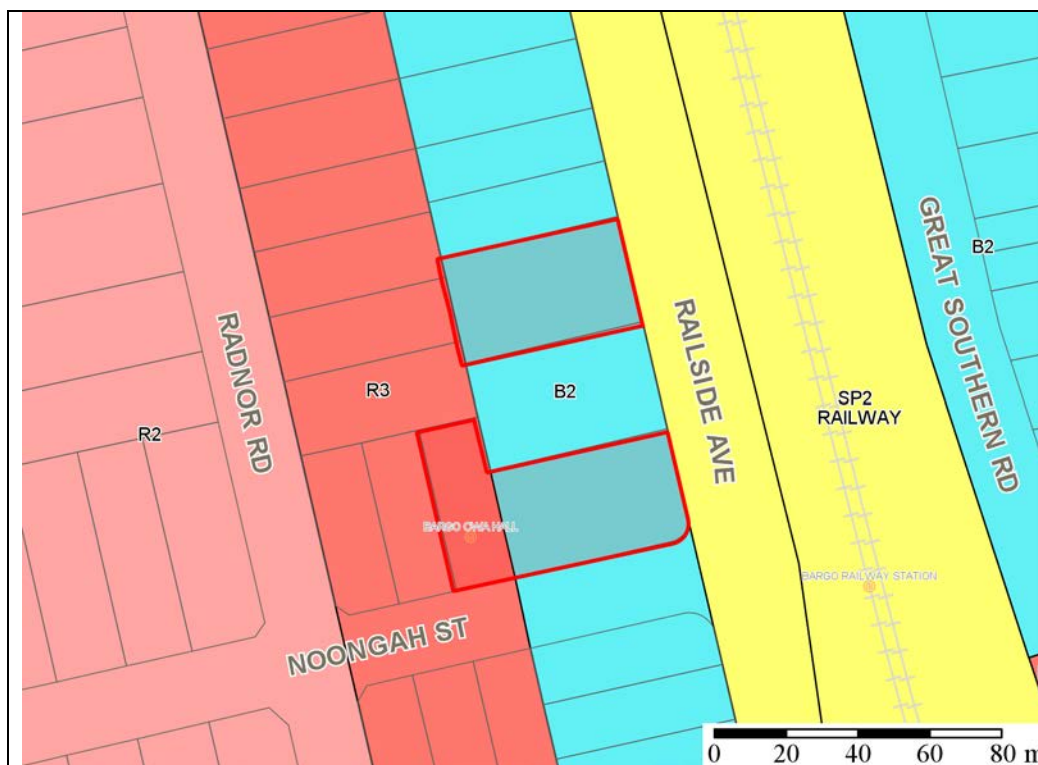 B2
GREAT SOUTHERN RD
RADNOR RD
RAILSIDE AVE
R3
B2
SP2
RAILWAY
R2
BARGO CWA HALL
BARGO RAILWAY STATION
NOONGAH ST
0 20 40 60 80 m